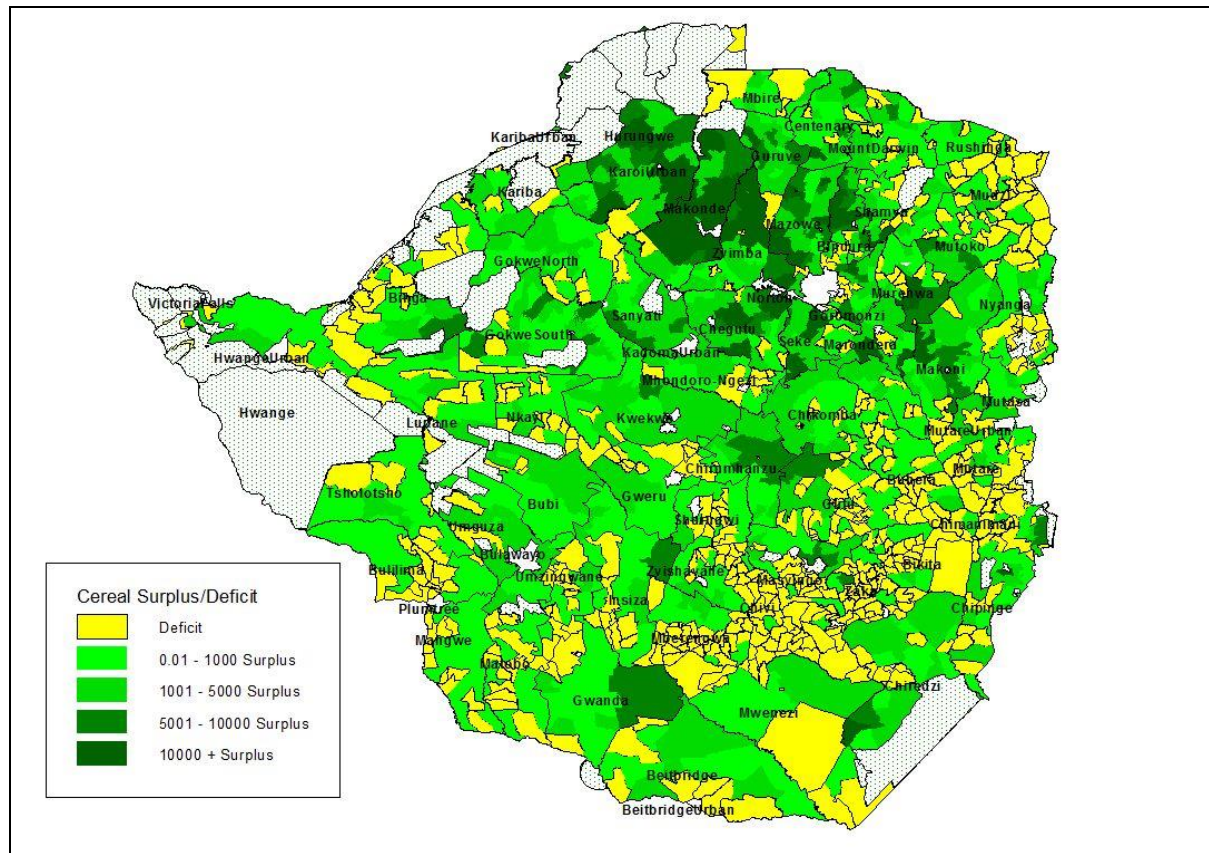 Mbire
Centenary
KaribaUrban
Hurungwe
Guruve
MountDarwin
Rushinga
KaroiUrban
Kariba
Mudzi
Makonde
Shamva
Mazowe
Bindura
Mutoko
Zvimba
GokweNorth
VictoriaFalls
Binga
Norton
Murehwa
Nyanga
Sanyati
Goromonzi
Chegutu
GokweSouth
Seke
Marondera
HwangeUrban
KadomaUrban
Makoni
Mhondoro-Ngezi
Hwange
Mutasa
Lupane
Nkayi
Kwekwe
Chikomba
MutareUrban
Chirumhanzu
Mutare
Buhera
Tsholotsho
Gweru
Bubi
Gutu
Shurugwi
Chimanimani
Umguza
Bulawayo
Bikita
Bulilima
Umzingwane
Zvishavane
Masvingo
Zaka
Insiza
Chivi
Chipinge
Plumtree
Mangwe
Mberengwa
Matobo
Chiredzi
Gwanda
Mwenezi
Beitbridge
BeitbridgeUrban
Cereal Surplus/Deficit
Deficit
0.01 - 1000 Surplus
1001 - 5000 Surplus
5001 - 10000 Surplus
10000 + Surplus